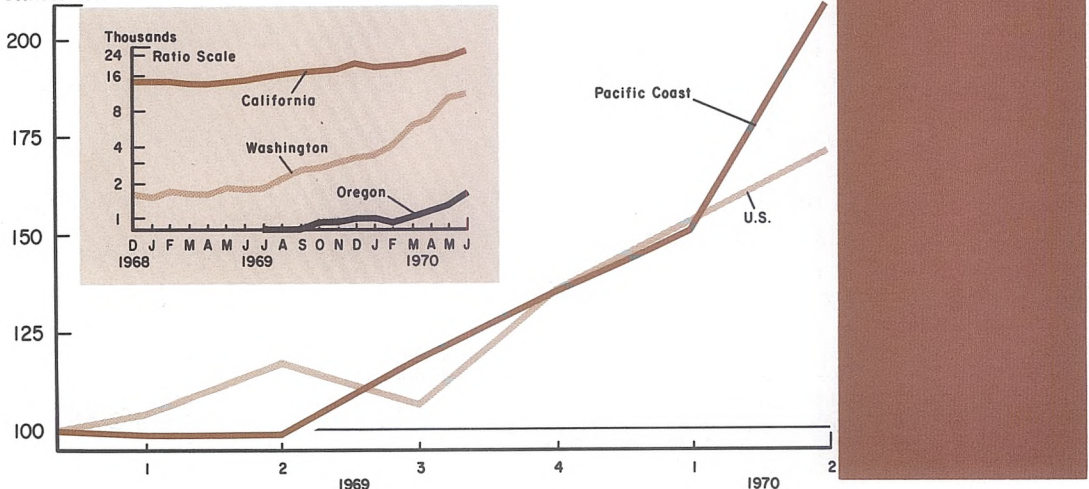 200
175
150
125
100
Thousands
Ratio Scale
24
16
8
4
2
1
California
Washington
Oregon
D J F M A M J J A S O N D J F M A M J
1968 1969 1970
Pacific Coast
U.S.
1 2 3 4 1 2
1969 1970